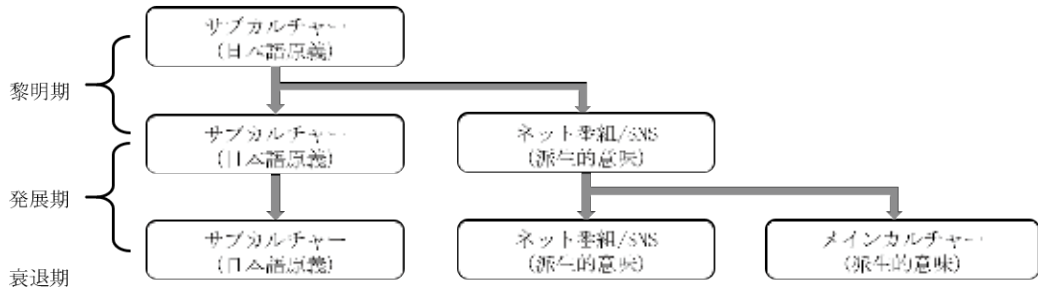 サブカルチャー
(日本語原義)
黎明期
サブカルチャー
(日本語原義)
ネット番組/SNS
(派生的意味)
発展期
サブカルチャー
(日本語原義)
ネット番組/SNS
(派生的意味)
メインカルチャー
(派生的意味)
衰退期